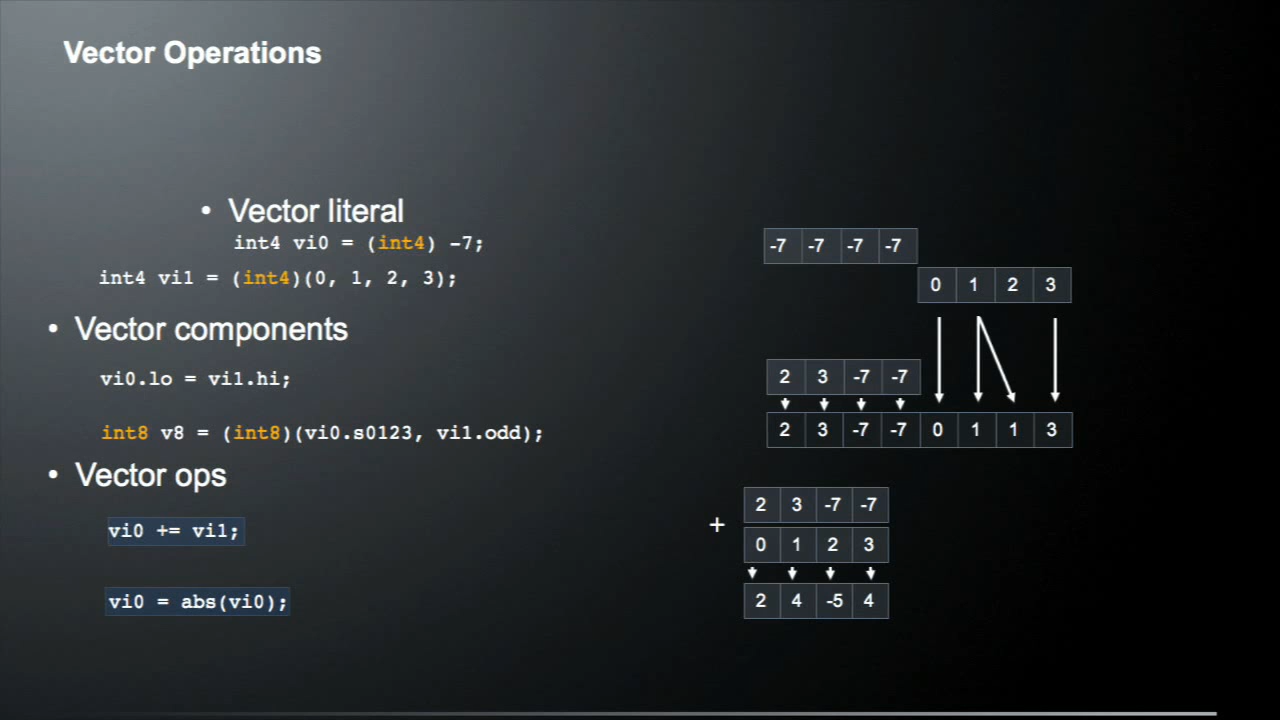 Vector Operations
• Vector literal
int4 vi0 = (int4) -7;
-7 -7 -7 -7
int4 vi1 = (int4)(0, 1, 2, 3);
0 1 2 3
• Vector components
vi0.lo = vi1.hi;
2 3 -7 -7
int8 v8 = (int8)(vi0.s0123, vi1.odd);
2 3 -7 -7 0 1 1 3
• Vector ops
2 3 -7 -7
vi0 += vi1;
+
0 1 2 3
vi0 = abs(vi0);
2 4 -5 4